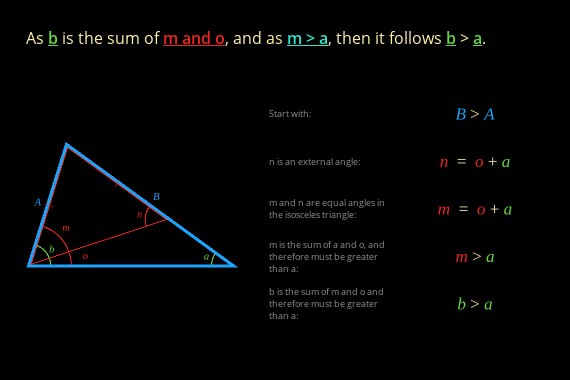 As b is the sum of m and o, and as m > a, then it follows b > a.
Start with:
B > A
n is an external angle:
n = o + a
m and n are equal angles in
the isosceles triangle:
m = o + a
m is the sum of a and o, and
therefore must be greater
than a:
m > a
b is the sum of m and o and
therefore must be greater
than a:
b > a
A
B
n
m
b
o
a